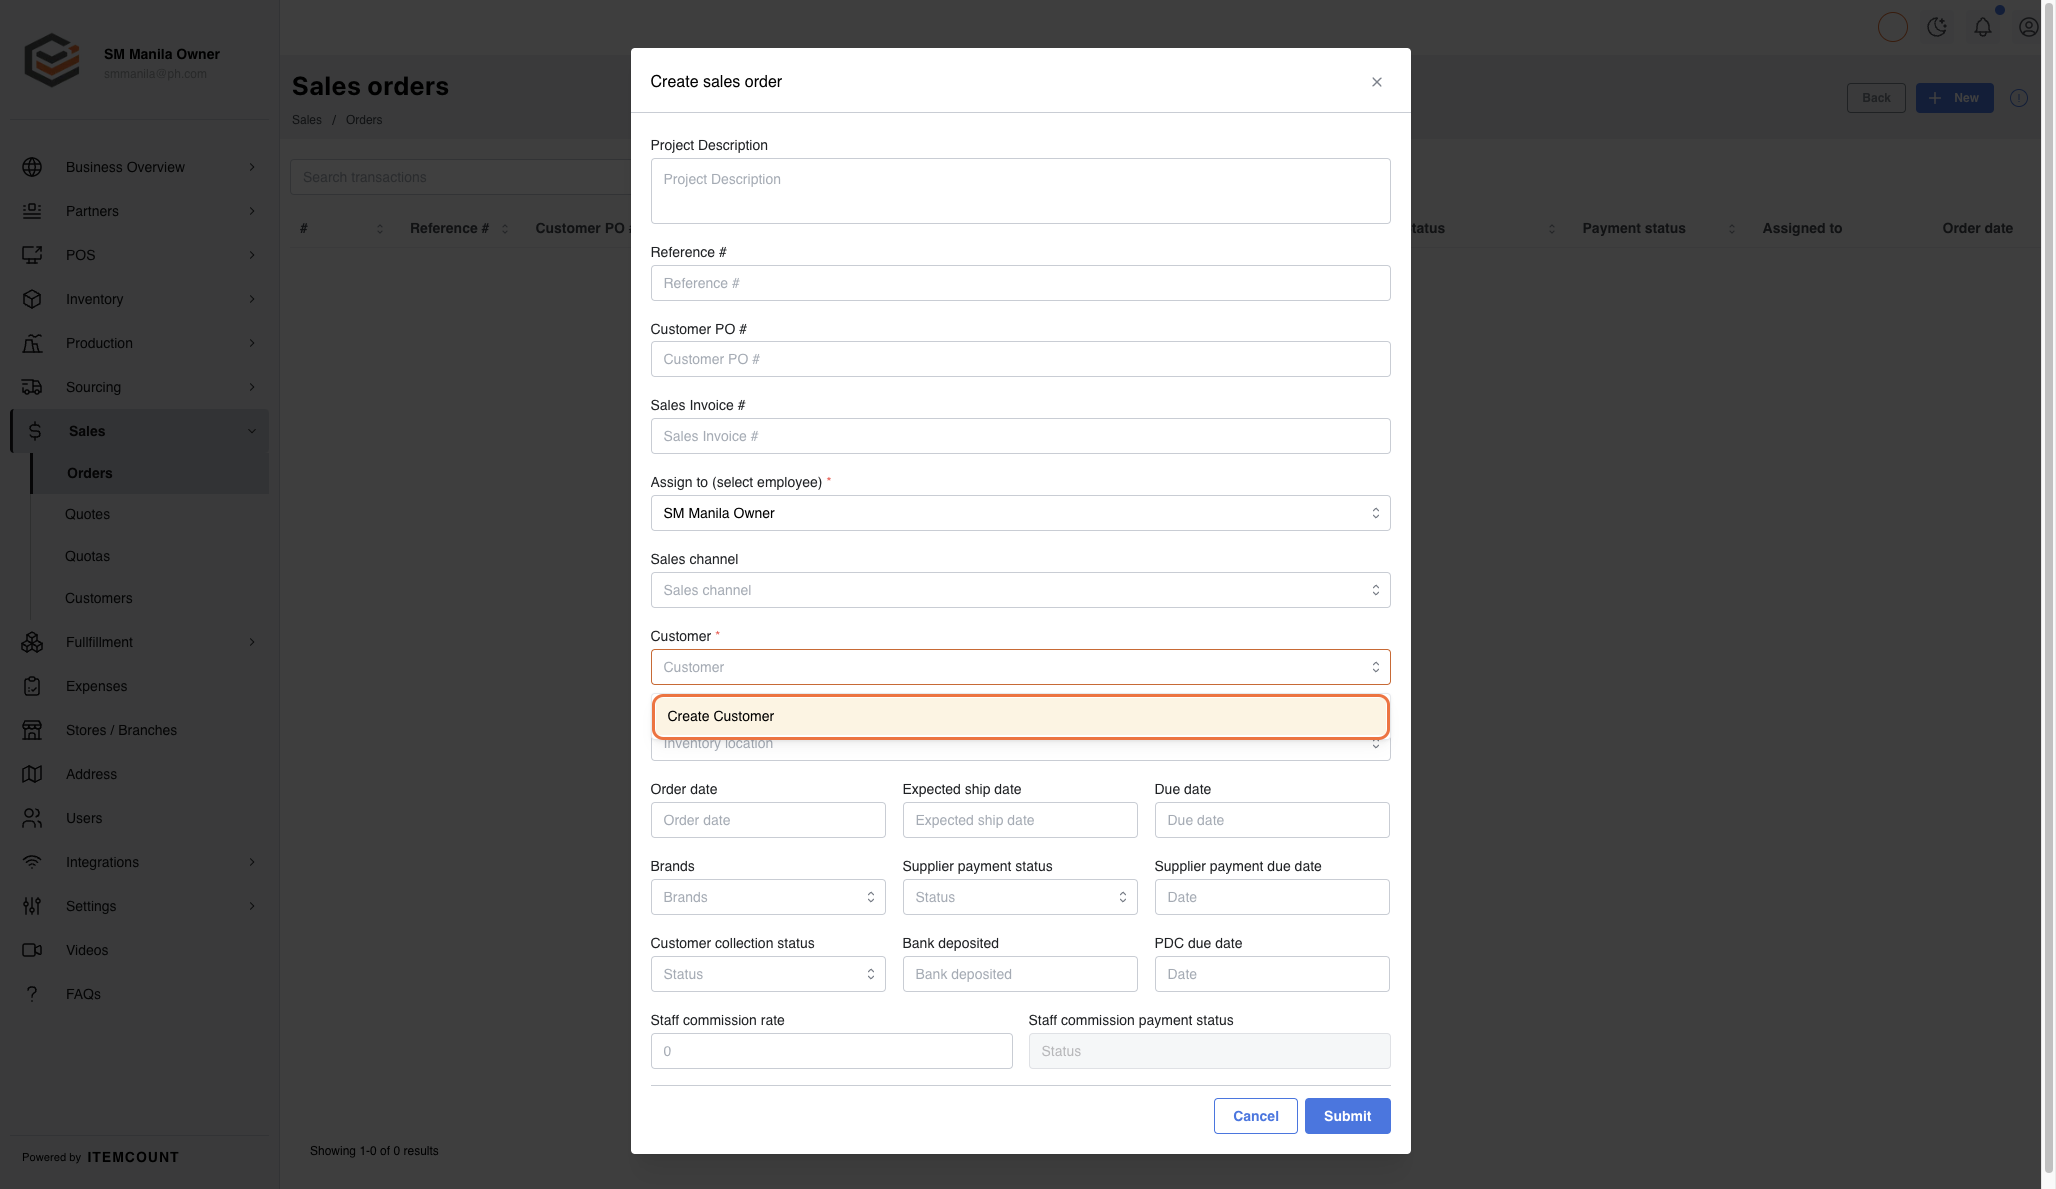 SM Manila Owner
smmanila@ph.com
Business Overview
Partners
POS
Inventory
Production
Sourcing
Sales
Orders
Quotes
Quotas
Customers
Fullfillment
Expenses
Stores / Branches
Address
Users
Integrations
Settings
Videos
FAQs
Powered by ITEMCOUNT
Sales orders
Sales / Orders
Back
+ New
Search transactions
# Reference # Customer PO # tatus Payment status Assigned to Order date
Showing 1-0 of 0 results
Create sales order
Project Description
Project Description
Reference #
Reference #
Customer PO #
Customer PO #
Sales Invoice #
Sales Invoice #
Assign to (select employee) *
SM Manila Owner
Sales channel
Sales channel
Customer *
Customer
Create Customer
Inventory location
Order date Expected ship date Due date
Order date Expected ship date Due date
Brands Supplier payment status Supplier payment due date
Brands Status Date
Customer collection status Bank deposited PDC due date
Status Bank deposited Date
Staff commission rate Staff commission payment status
0 Status
Cancel Submit